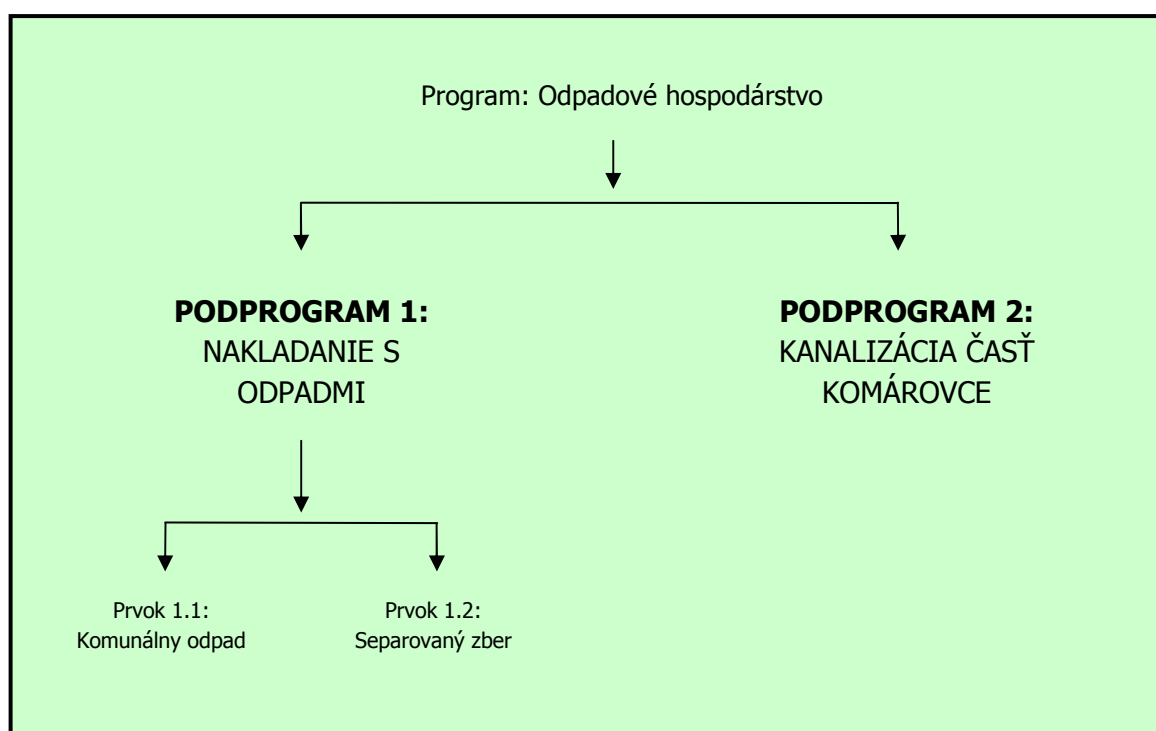 Program: Odpadové hospodárstvo
PODPROGRAM 1:
NAKLADANIE S
ODPADMI
PODPROGRAM 2:
KANALIZÁCIA ČASŤ
KOMÁROVCE
Prvok 1.1:
Komunálny odpad
Prvok 1.2:
Separovaný zber